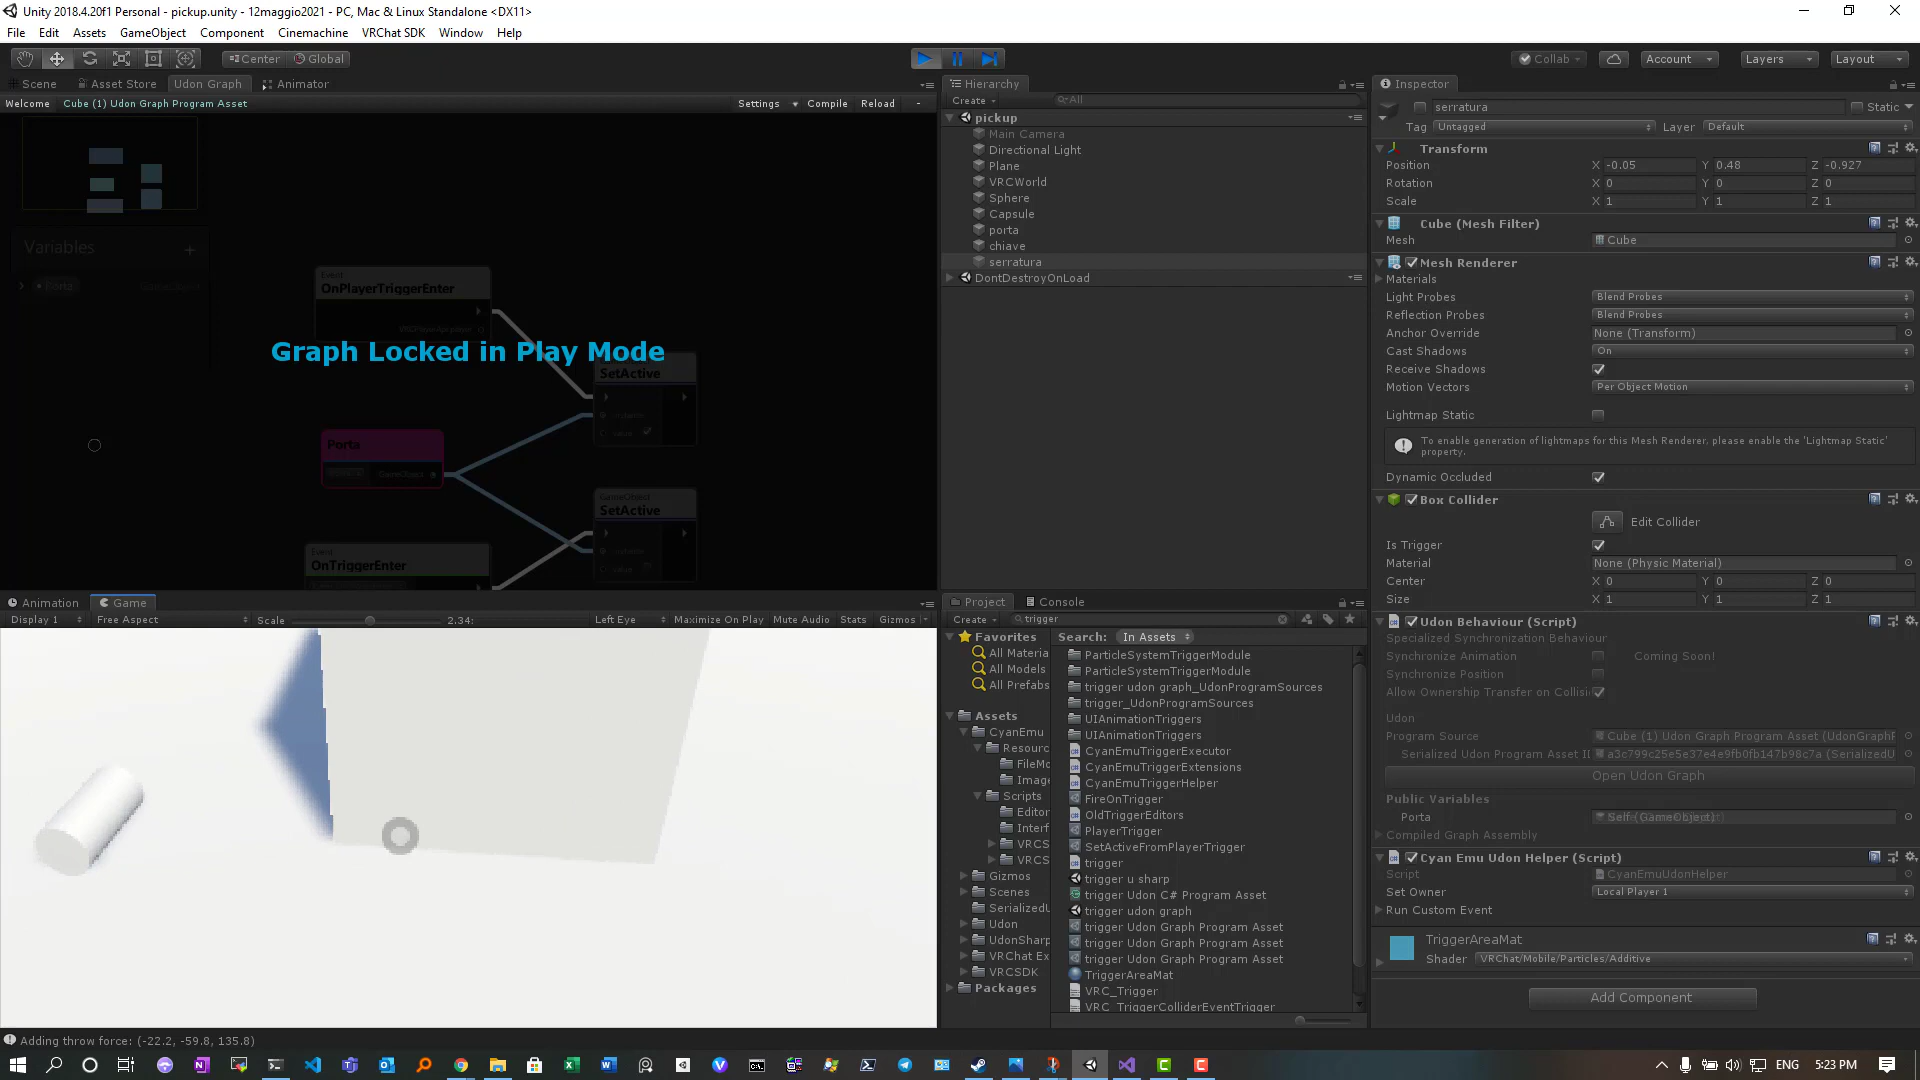 Unity 2018.4.20f1 Personal - pickup.unity - 12maggio2021 - PC, Mac & Linux Standalone <DX11>
File Edit Assets GameObject Component Cinemachine VRChat SDK Window Help
Center Global Collab Account Layers Layout
Scene Asset Store Udon Graph Animator
Welcome Cube (1) Udon Graph Program Asset Settings Compile Reload -
Variables +
Porta
Event
OnPlayerTriggerEnter
Graph Locked in Play Mode
SetActive
Porta
GameObject
GameObject
SetActive
Event
OnTriggerEnter
Animation Game
Display 1 Free Aspect Scale 2.34: Left Eye Maximize On Play Mute Audio Stats Gizmos
Adding throw force: (-22.2, -59.8, 135.8)
Hierarchy
Create All
pickup
Main Camera
Directional Light
Plane
VRCWorld
Sphere
Capsule
porta
chiave
serratura
DontDestroyOnLoad
Project Console
Create trigger
Favorites
All Materia
All Models
All Prefabs
Assets
CyanEmu
Resourc
FileMo
Image
Scripts
Editor
Interf
VRCS
VRCS
Gizmos
Scenes
SerializedU
Udon
UdonSharp
VRChat Ex
VRCSDK
Packages
Search: In Assets
ParticleSystemTriggerModule
ParticleSystemTriggerModule
trigger udon graph_UdonProgramSources
trigger_UdonProgramSources
UIAnimationTriggers
UIAnimationTriggers
CyanEmuTriggerExecutor
CyanEmuTriggerExtensions
CyanEmuTriggerHelper
FireOnTrigger
OldTriggerEditors
PlayerTrigger
SetActiveFromPlayerTrigger
trigger
trigger u sharp
trigger Udon C# Program Asset
trigger udon graph
trigger Udon Graph Program Asset
trigger Udon Graph Program Asset
trigger Udon Graph Program Asset
TriggerAreaMat
VRC_Trigger
VRC_TriggerColliderEventTrigger
Inspector
serratura Static
Tag Untagged Layer Default
Transform
Position X -0.05 Y 0.48 Z -0.927
Rotation X 0 Y 0 Z 0
Scale X 1 Y 1 Z 1
Cube (Mesh Filter)
Mesh Cube
Mesh Renderer
Materials
Light Probes Blend Probes
Reflection Probes Blend Probes
Anchor Override None (Transform)
Cast Shadows On
Receive Shadows
Motion Vectors Per Object Motion
Lightmap Static
To enable generation of lightmaps for this Mesh Renderer, please enable the 'Lightmap Static'
property.
Dynamic Occluded
Box Collider
Edit Collider
Is Trigger
Material None (Physic Material)
Center X 0 Y 0 Z 0
Size X 1 Y 1 Z 1
Udon Behaviour (Script)
Specialized Synchronization Behaviour
Synchronize Animation Coming Soon!
Synchronize Position
Allow Ownership Transfer on Collisi
Udon
Program Source Cube (1) Udon Graph Program Asset (UdonGraphP
Serialized Udon Program Asset II a3c799c25e5e37e4e9fb0fb147b98c7a (SerializedU
Open Udon Graph
Public Variables
Porta
Compiled Graph Assembly
Cyan Emu Udon Helper (Script)
Script CyanEmuUdonHelper
Set Owner Local Player 1
Run Custom Event
TriggerAreaMat
Shader VRChat/Mobile/Particles/Additive
Add Component
ENG 5:23 PM